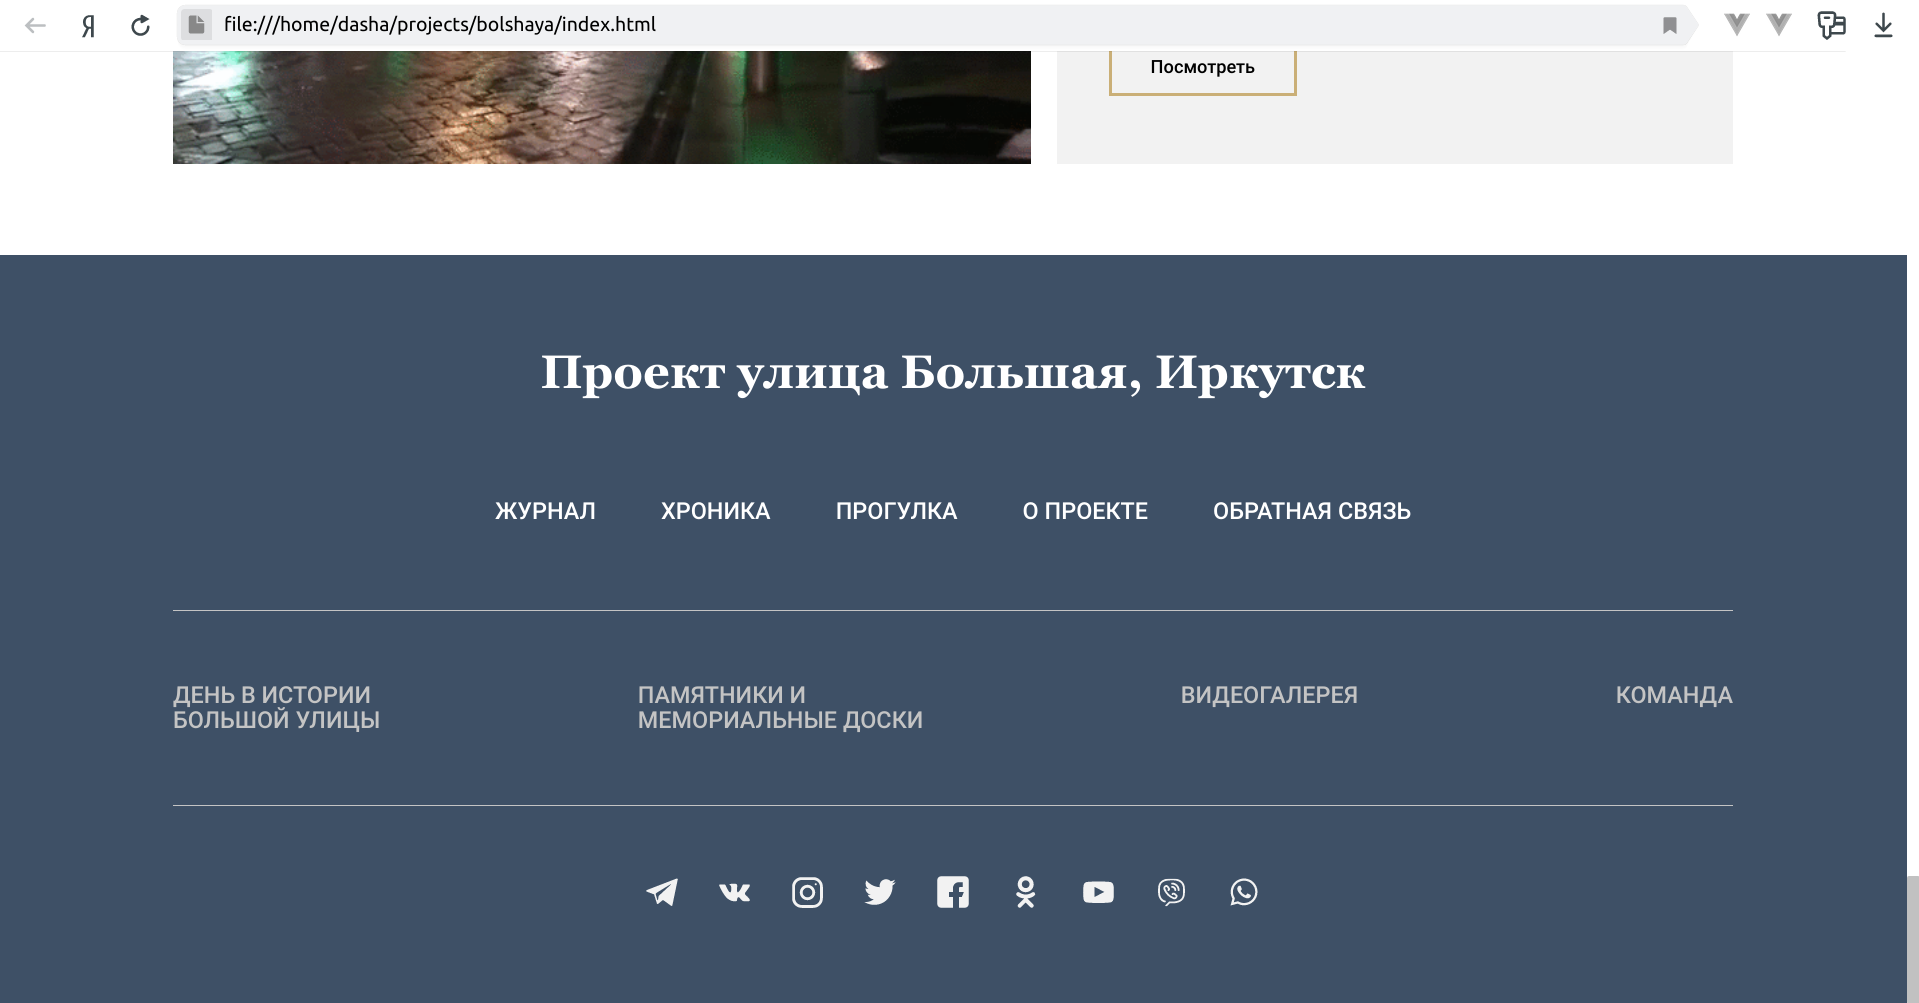 Я
file:///home/dasha/projects/bolshaya/index.html
Посмотреть
Проект улица Большая, Иркутск
ЖУРНАЛ ХРОНИКА ПРОГУЛКА О ПРОЕКТЕ ОБРАТНАЯ СВЯЗЬ
ДЕНЬ В ИСТОРИИ
БОЛЬШОЙ УЛИЦЫ
ПАМЯТНИКИ И
МЕМОРИАЛЬНЫЕ ДОСКИ
ВИДЕОГАЛЕРЕЯ
КОМАНДА